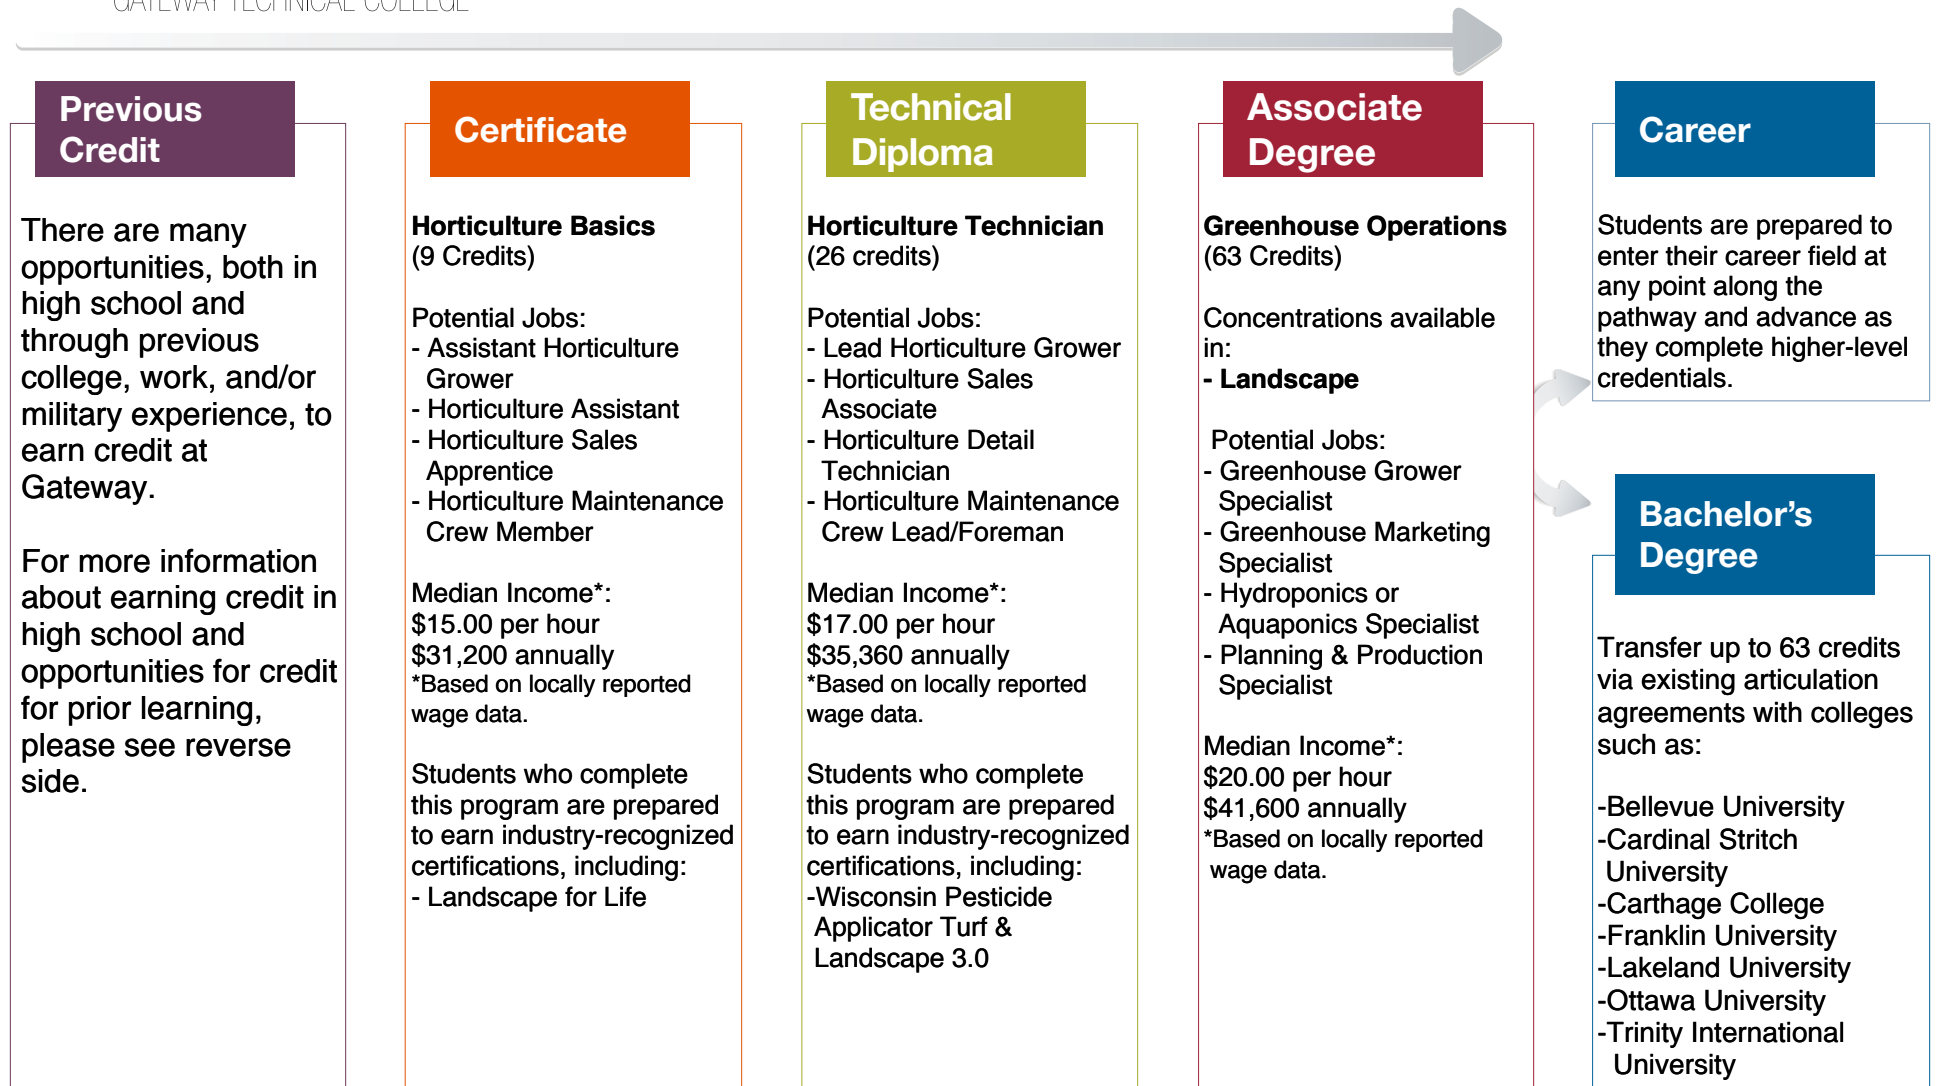 GATEWAY TECHNICAL COLLEGE
Previous
Credit
There are many
opportunities, both in
high school and
through previous
college, work, and/or
military experience, to
earn credit at
Gateway.
For more information
about earning credit in
high school and
opportunities for credit
for prior learning,
please see reverse
side.
Certificate
Horticulture Basics
(9 Credits)
Potential Jobs:
- Assistant Horticulture
Grower
- Horticulture Assistant
- Horticulture Sales
Apprentice
- Horticulture Maintenance
Crew Member
Median Income*:
$15.00 per hour
$31,200 annually
*Based on locally reported
wage data.
Students who complete
this program are prepared
to earn industry-recognized
certifications, including:
- Landscape for Life
Technical
Diploma
Horticulture Technician
(26 credits)
Potential Jobs:
- Lead Horticulture Grower
- Horticulture Sales
Associate
- Horticulture Detail
Technician
- Horticulture Maintenance
Crew Lead/Foreman
Median Income*:
$17.00 per hour
$35,360 annually
*Based on locally reported
wage data.
Students who complete
this program are prepared
to earn industry-recognized
certifications, including:
-Wisconsin Pesticide
Applicator Turf &
Landscape 3.0
Associate
Degree
Greenhouse Operations
(63 Credits)
Concentrations available
in:
- Landscape
Potential Jobs:
- Greenhouse Grower
Specialist
- Greenhouse Marketing
Specialist
- Hydroponics or
Aquaponics Specialist
- Planning & Production
Specialist
Median Income*:
$20.00 per hour
$41,600 annually
*Based on locally reported
wage data.
Career
Students are prepared to
enter their career field at
any point along the
pathway and advance as
they complete higher-level
credentials.
Bachelor's
Degree
Transfer up to 63 credits
via existing articulation
agreements with colleges
such as:
-Bellevue University
-Cardinal Stritch
University
-Carthage College
-Franklin University
-Lakeland University
-Ottawa University
-Trinity International
University